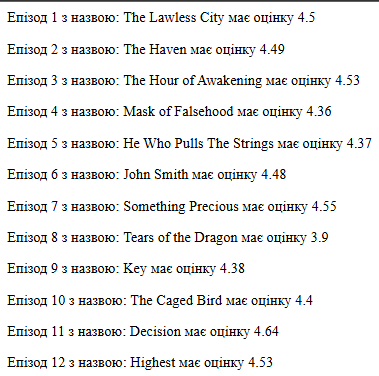 Епізод 1 з назвою: The Lawless City має оцінку 4.5
Епізод 2 з назвою: The Haven має оцінку 4.49
Епізод 3 з назвою: The Hour of Awakening має оцінку 4.53
Епізод 4 з назвою: Mask of Falsehood має оцінку 4.36
Епізод 5 з назвою: He Who Pulls The Strings має оцінку 4.37
Епізод 6 з назвою: John Smith має оцінку 4.48
Епізод 7 з назвою: Something Precious має оцінку 4.55
Епізод 8 з назвою: Tears of the Dragon має оцінку 3.9
Епізод 9 з назвою: Key має оцінку 4.38
Епізод 10 з назвою: The Caged Bird має оцінку 4.4
Епізод 11 з назвою: Decision має оцінку 4.64
Епізод 12 з назвою: Highest має оцінку 4.53